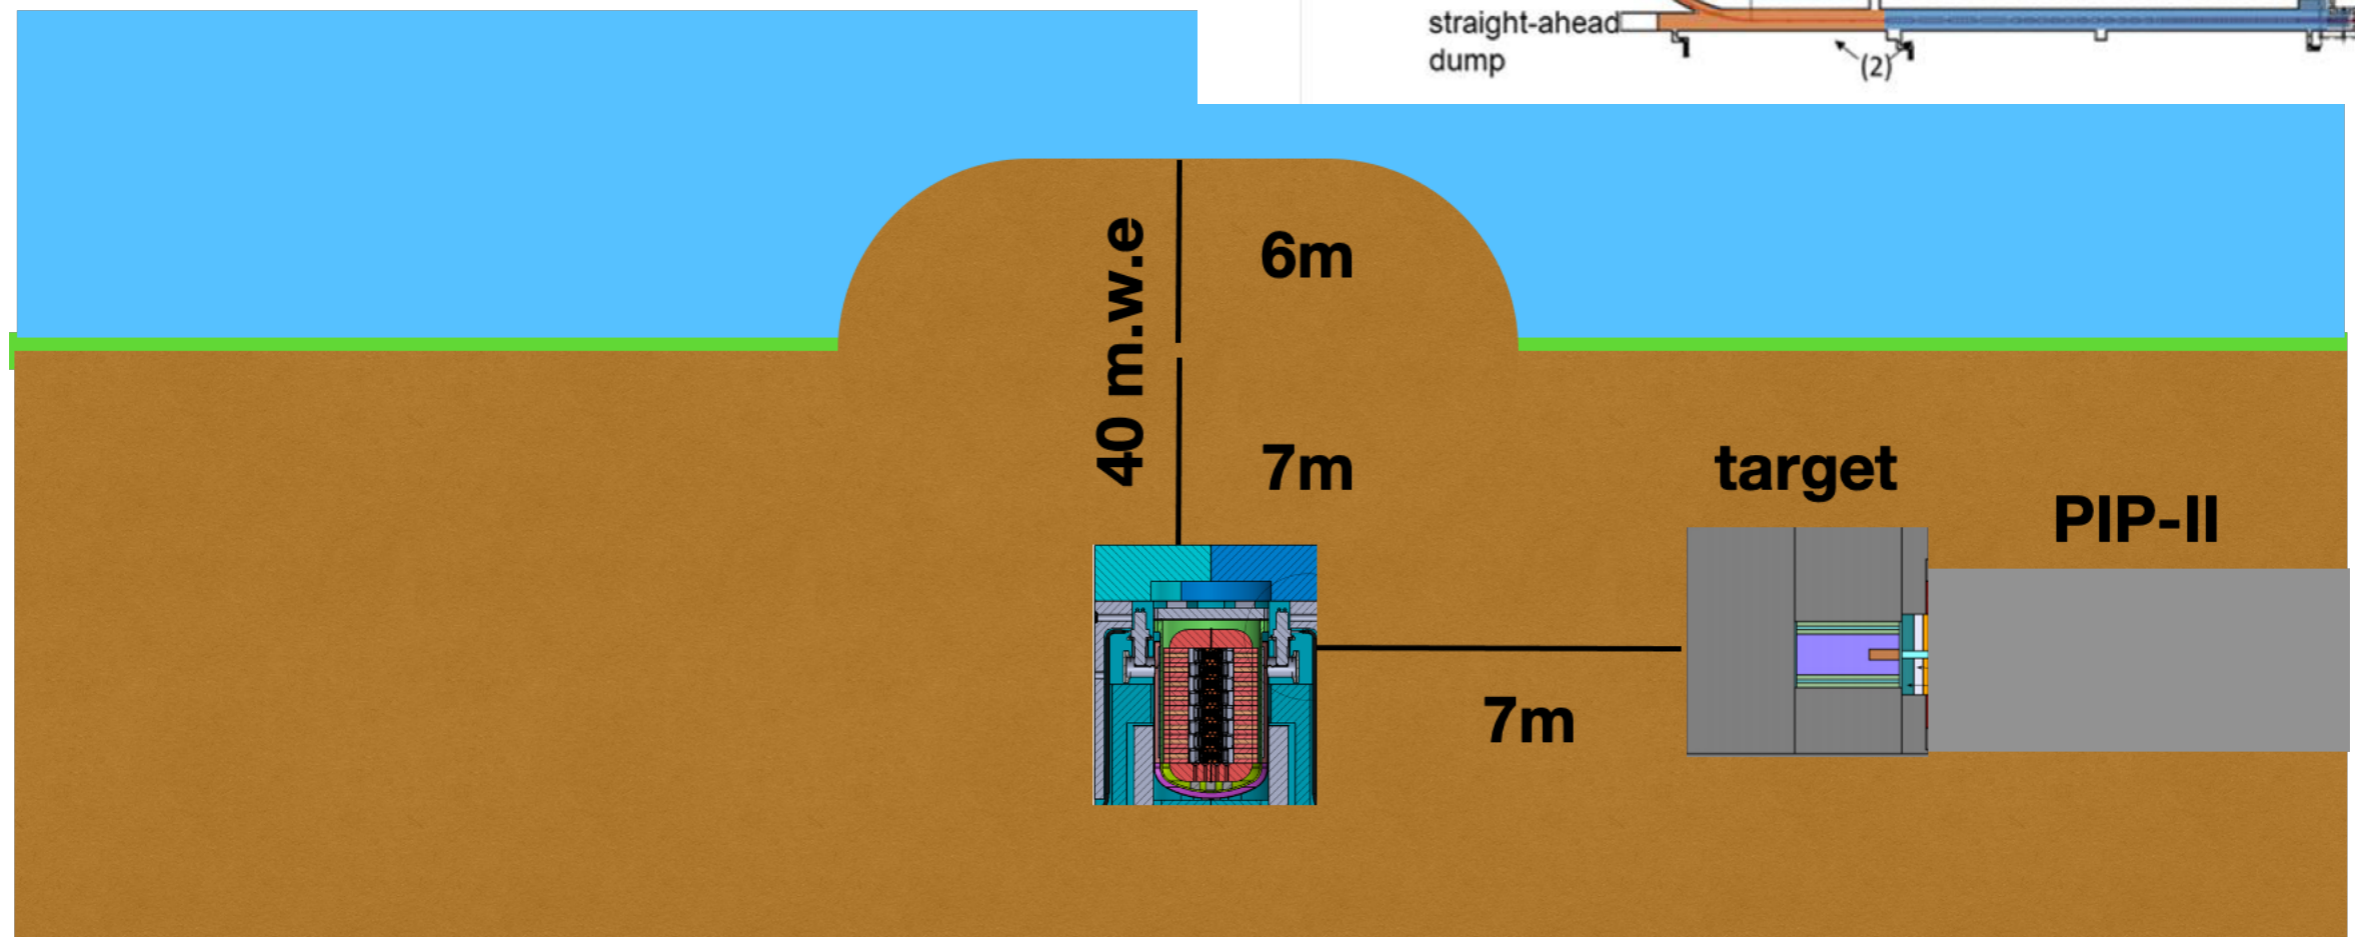 straight-ahead
dump
(2)
40 m.w.e
6m
7m
target
PIP-II
7m